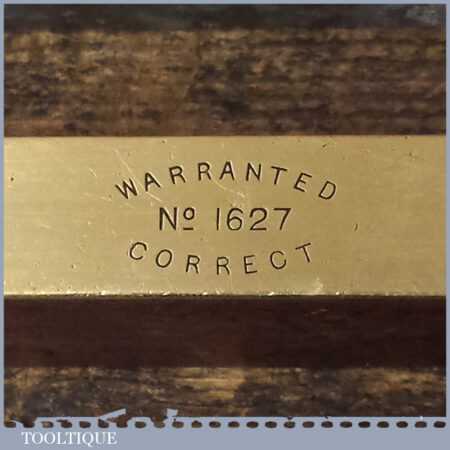 WARRANTED
Nº 1627
CORRECT
TOOLTIQUE